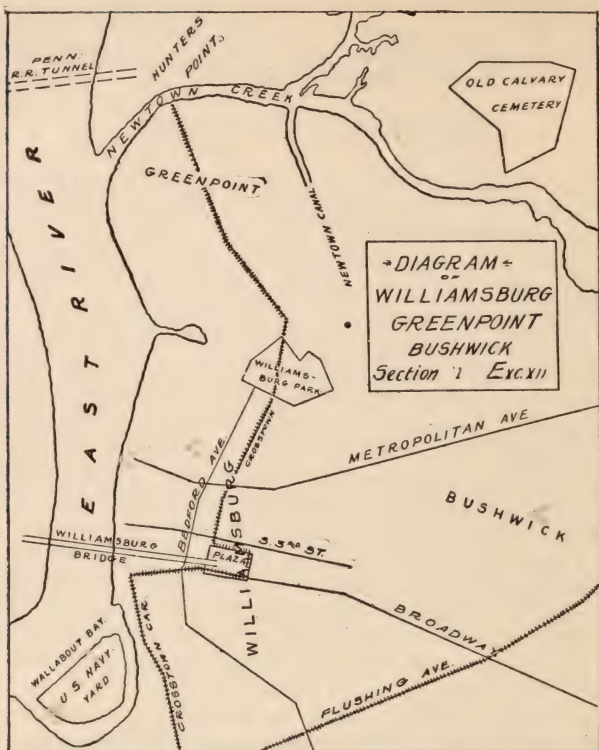 PENN.
R.R. TUNNEL
HUNTERS
POINT.
NEWTOWN CREEK
OLD CALVARY
CEMETERY
GREENPOINT
EAST RIVER
NEWTOWN CANAL
DIAGRAM
OF
WILLIAMSBURG
GREENPOINT
BUSHWICK
Section 1 EXC. XII
WILLIAMS-
BURG PARK
CROSSTOWN
BEDFORD AVE.
METROPOLITAN AVE
BUSHWICK
WILLIAMSBURG
WILLIAMSBURG
BRIDGE
S. 3RD ST.
PLAZA
BROADWAY
WALLABOUT BAY.
U S NAVY.
YARD
CROSSTOWN CAR.
FLUSHING AVE.